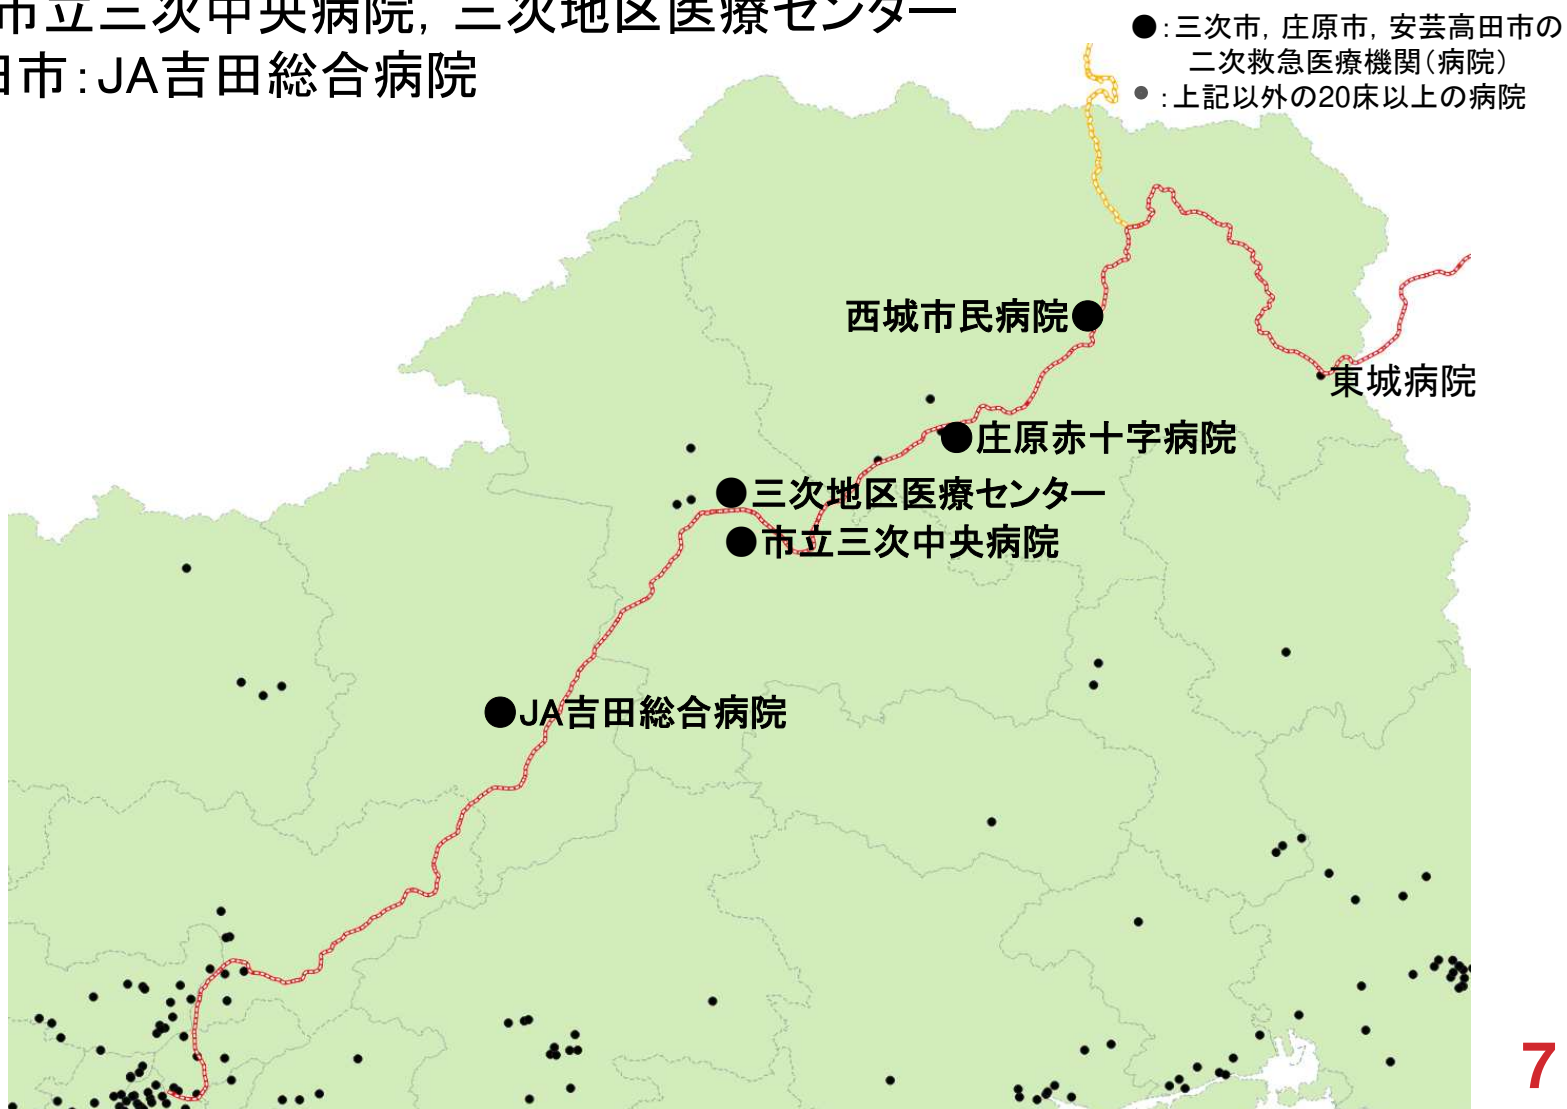 市立三次中央病院，三次地区医療センター
田市：JA吉田総合病院
●：三次市，庄原市，安芸高田市の
二次救急医療機関（病院）
●：上記以外の20床以上の病院
西城市民病院
東城病院
庄原赤十字病院
三次地区医療センター
市立三次中央病院
JA吉田総合病院
7